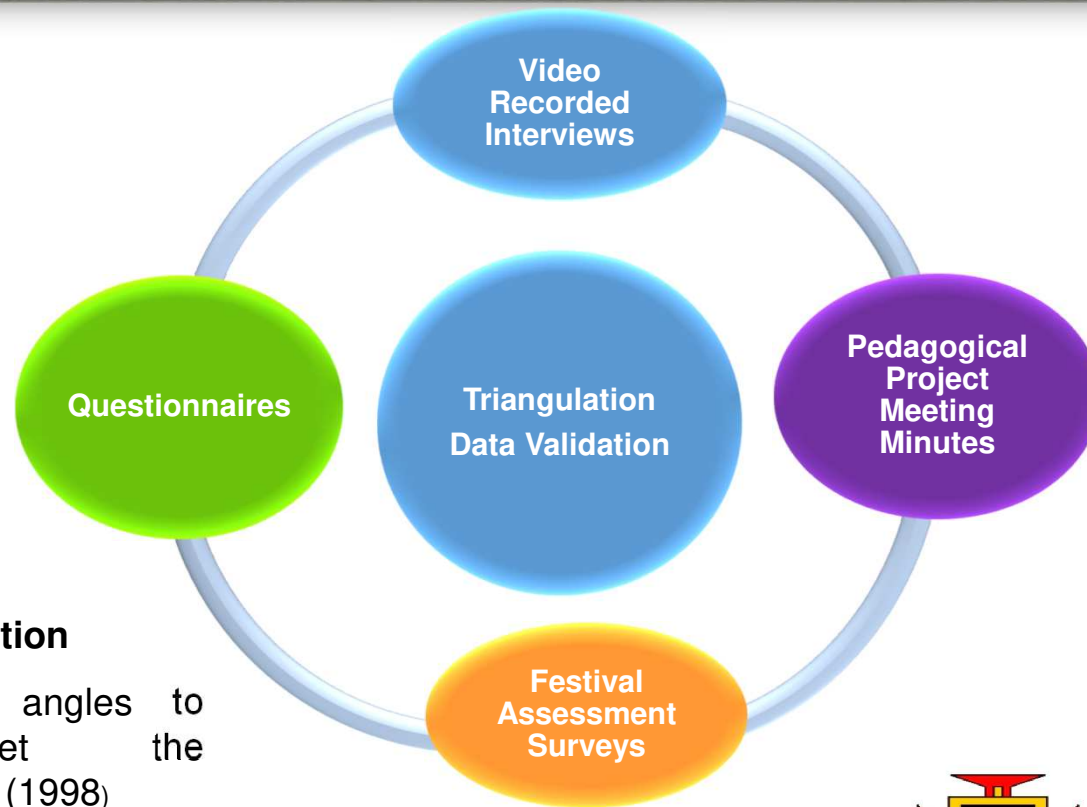 Video
Recorded
Interviews
Questionnaires
Triangulation
Data Validation
Pedagogical
Project
Meeting
Minutes
Festival
Assessment
Surveys
tion
angles to
et the
(1998)